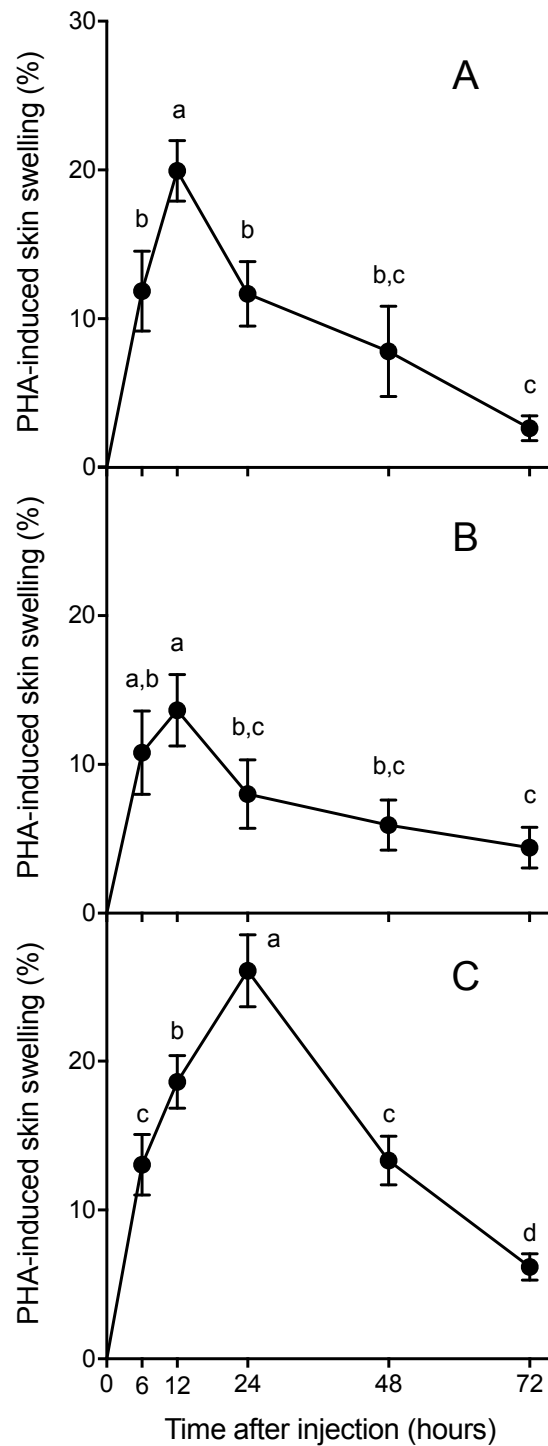 30
A
a
20
b
b
b,c
10
c
0
PHA-induced skin swelling (%)
B
20
a
a,b
10
b,c
b,c
c
0
PHA-induced skin swelling (%)
a
C
b
20
c
c
10
d
0
PHA-induced skin swelling (%)
0 6 12 24 48 72
Time after injection (hours)